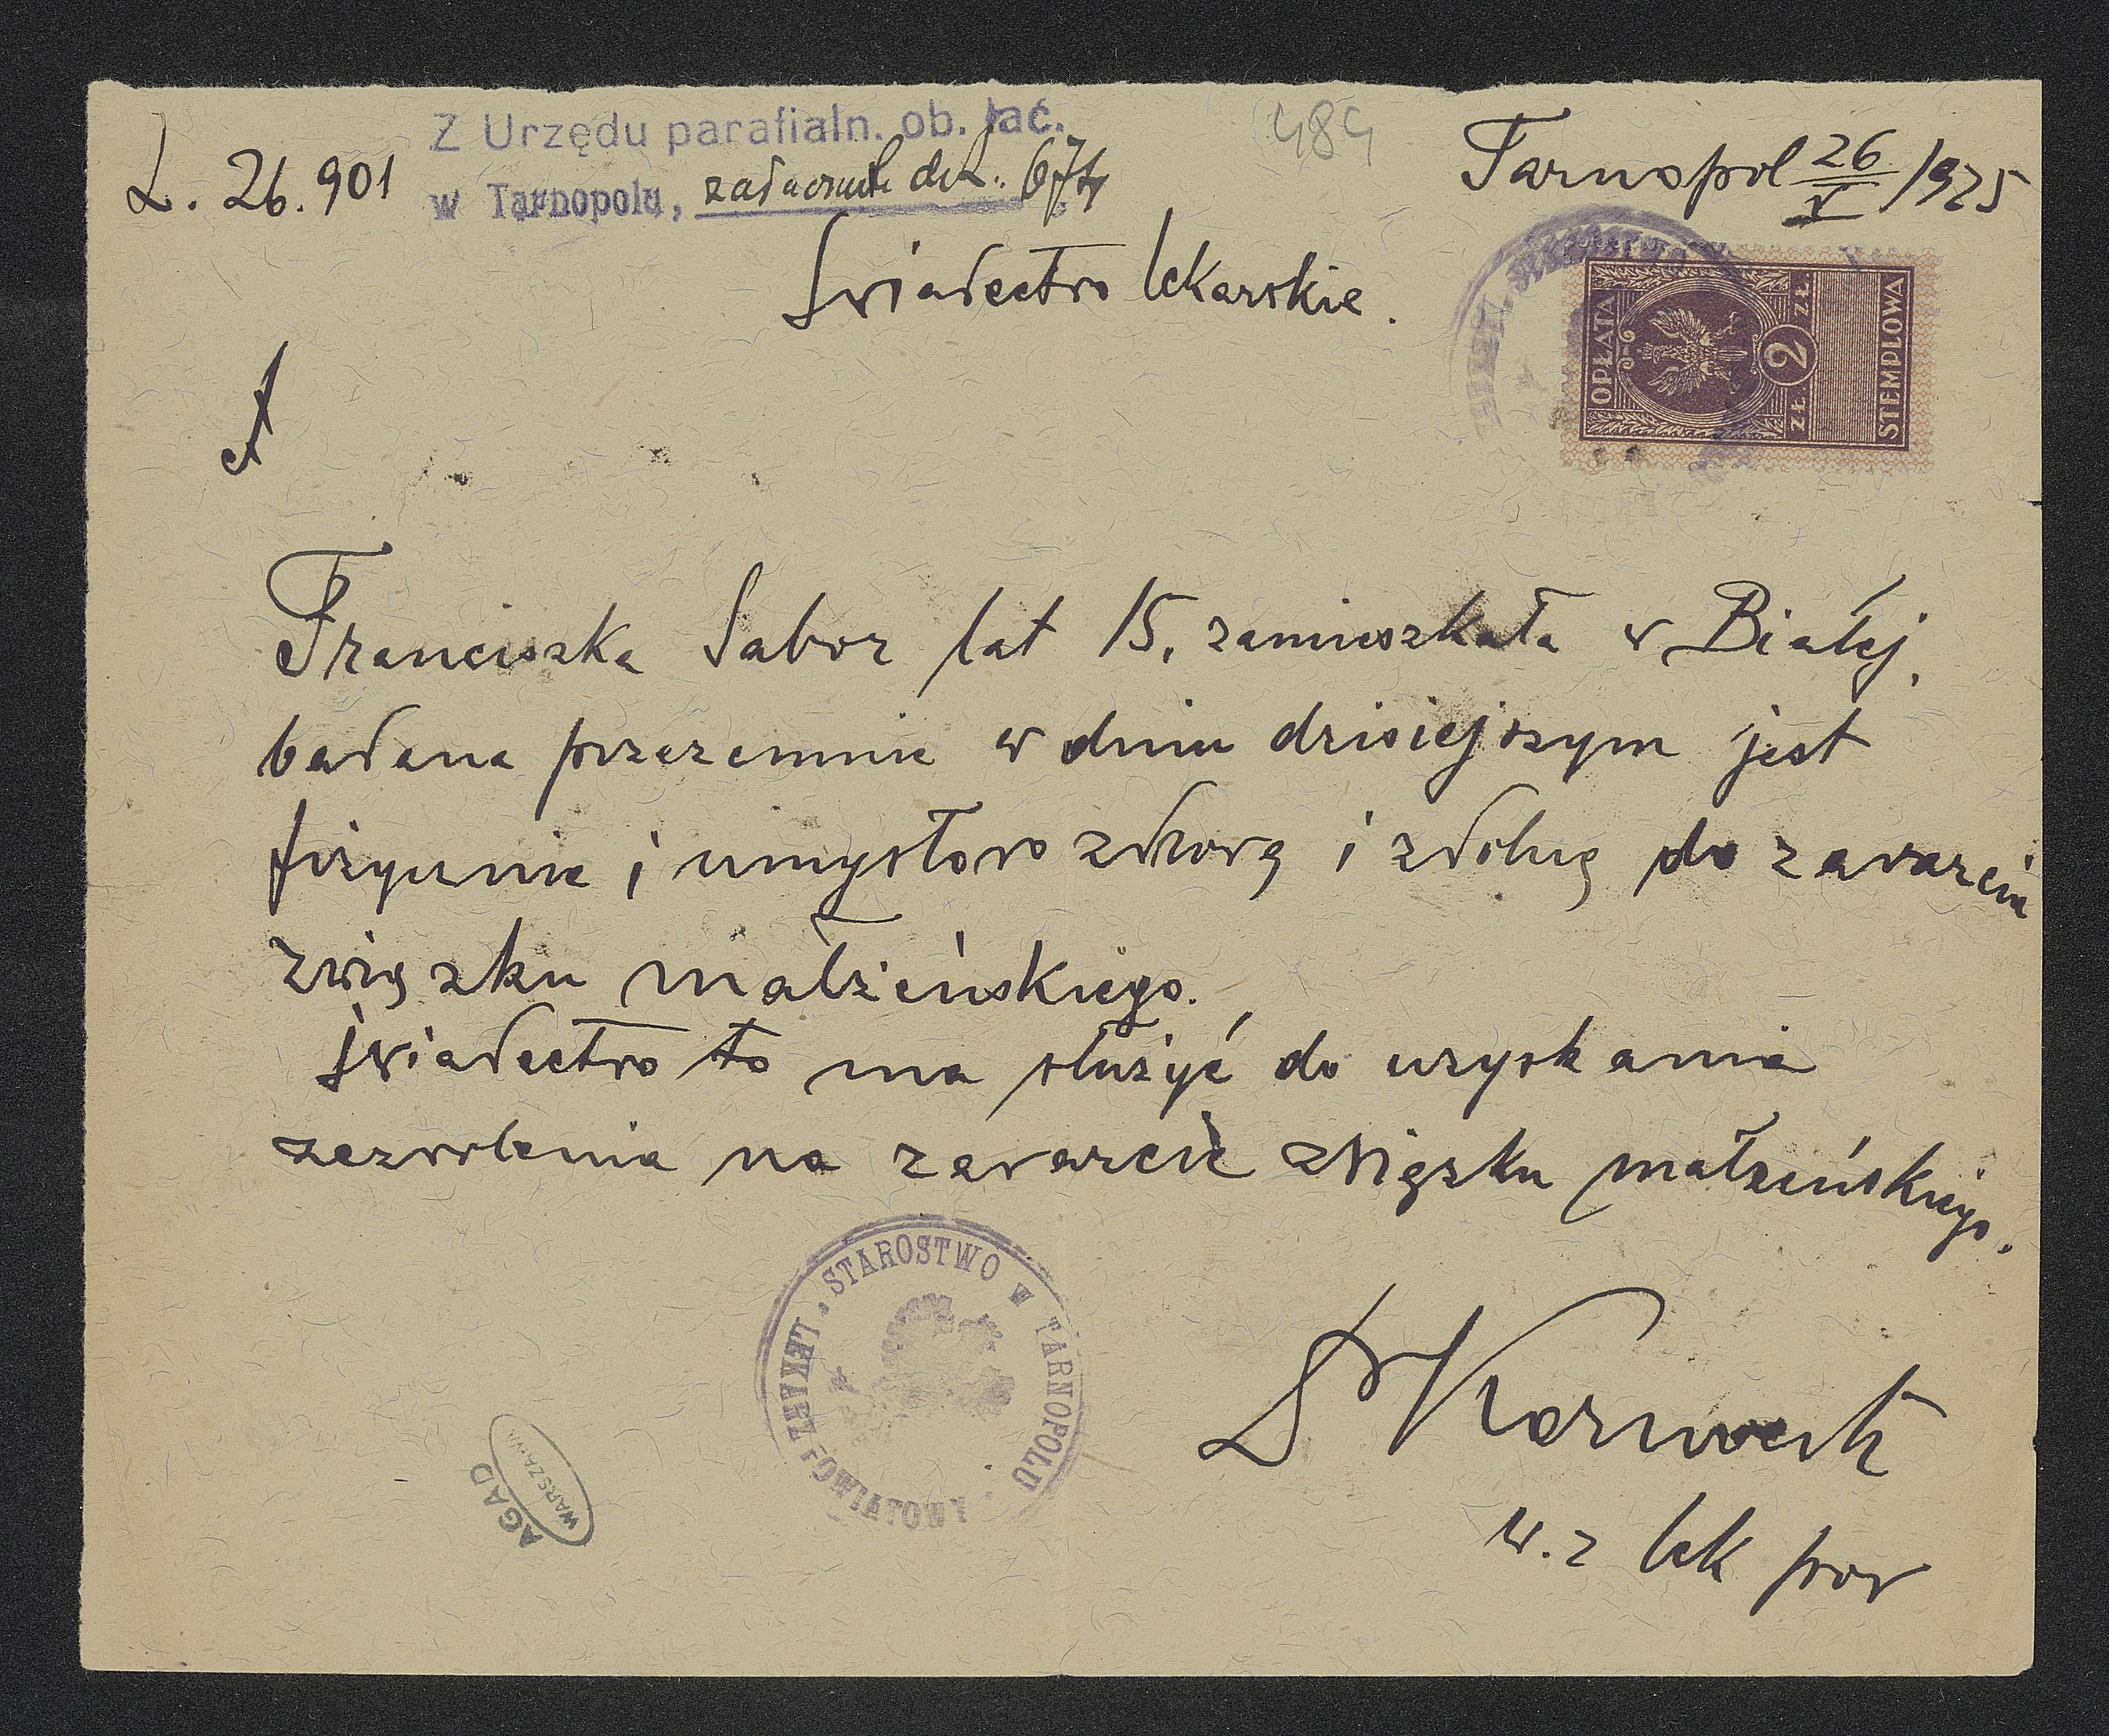 L. 26.901
Z Urzędu parafialn. ob. łać.
w Tarnopolu, do L. 674
484
Tarnopol 26/V 1925
Świadectwo lekarskie.
OPŁATA
2
ZŁ ZŁ
STEMPLOWA
Franciszka Sabor lat 15, zamieszkała w Białej,
badana przezemnie w dniu dzisiejszym jest
fizycznie i umysłowo zdrową i zdolną do zawarcia
związku małżeńskiego.
Świadectwo to ma służyć do uzyskania
zezwolenia na zawarcie związku małżeńskiego.
STAROSTWO W TARNOPOLU
LEKARZ POWIATOWY
AGAD
WARSZAWA
Dr
w. z lek pow